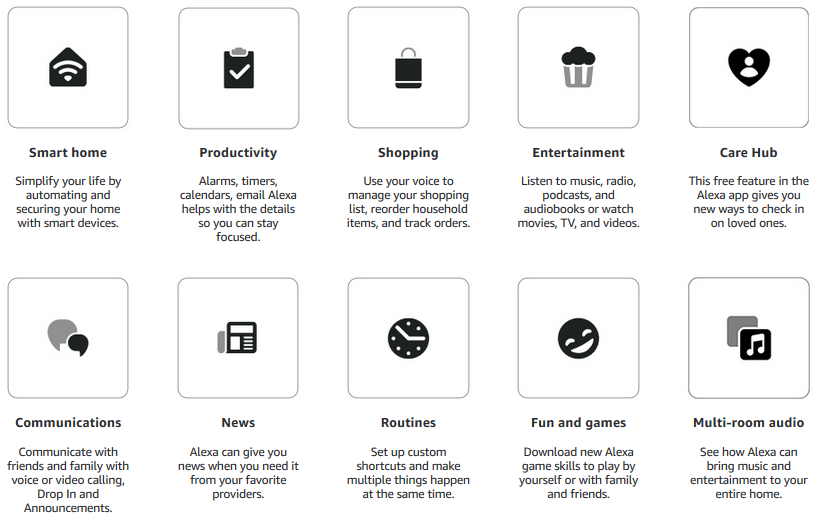 Smart home
Simplify your life by
automating and
securing your home
with smart devices.
Productivity
Alarms, timers,
calendars, email Alexa
helps with the details
so you can stay
focused.
Shopping
Use your voice to
manage your shopping
list, reorder household
items, and track orders.
Entertainment
Listen to music, radio,
podcasts, and
audiobooks or watch
movies, TV, and videos.
Care Hub
This free feature in the
Alexa app gives you
new ways to check in
on loved ones.
Communications
Communicate with
friends and family with
voice or video calling,
Drop In and
Announcements.
News
Alexa can give you
news when you need it
from your favorite
providers.
Routines
Set up custom
shortcuts and make
multiple things happen
at the same time.
Fun and games
Download new Alexa
game skills to play by
yourself or with family
and friends.
Multi-room audio
See how Alexa can
bring music and
entertainment to your
entire home.